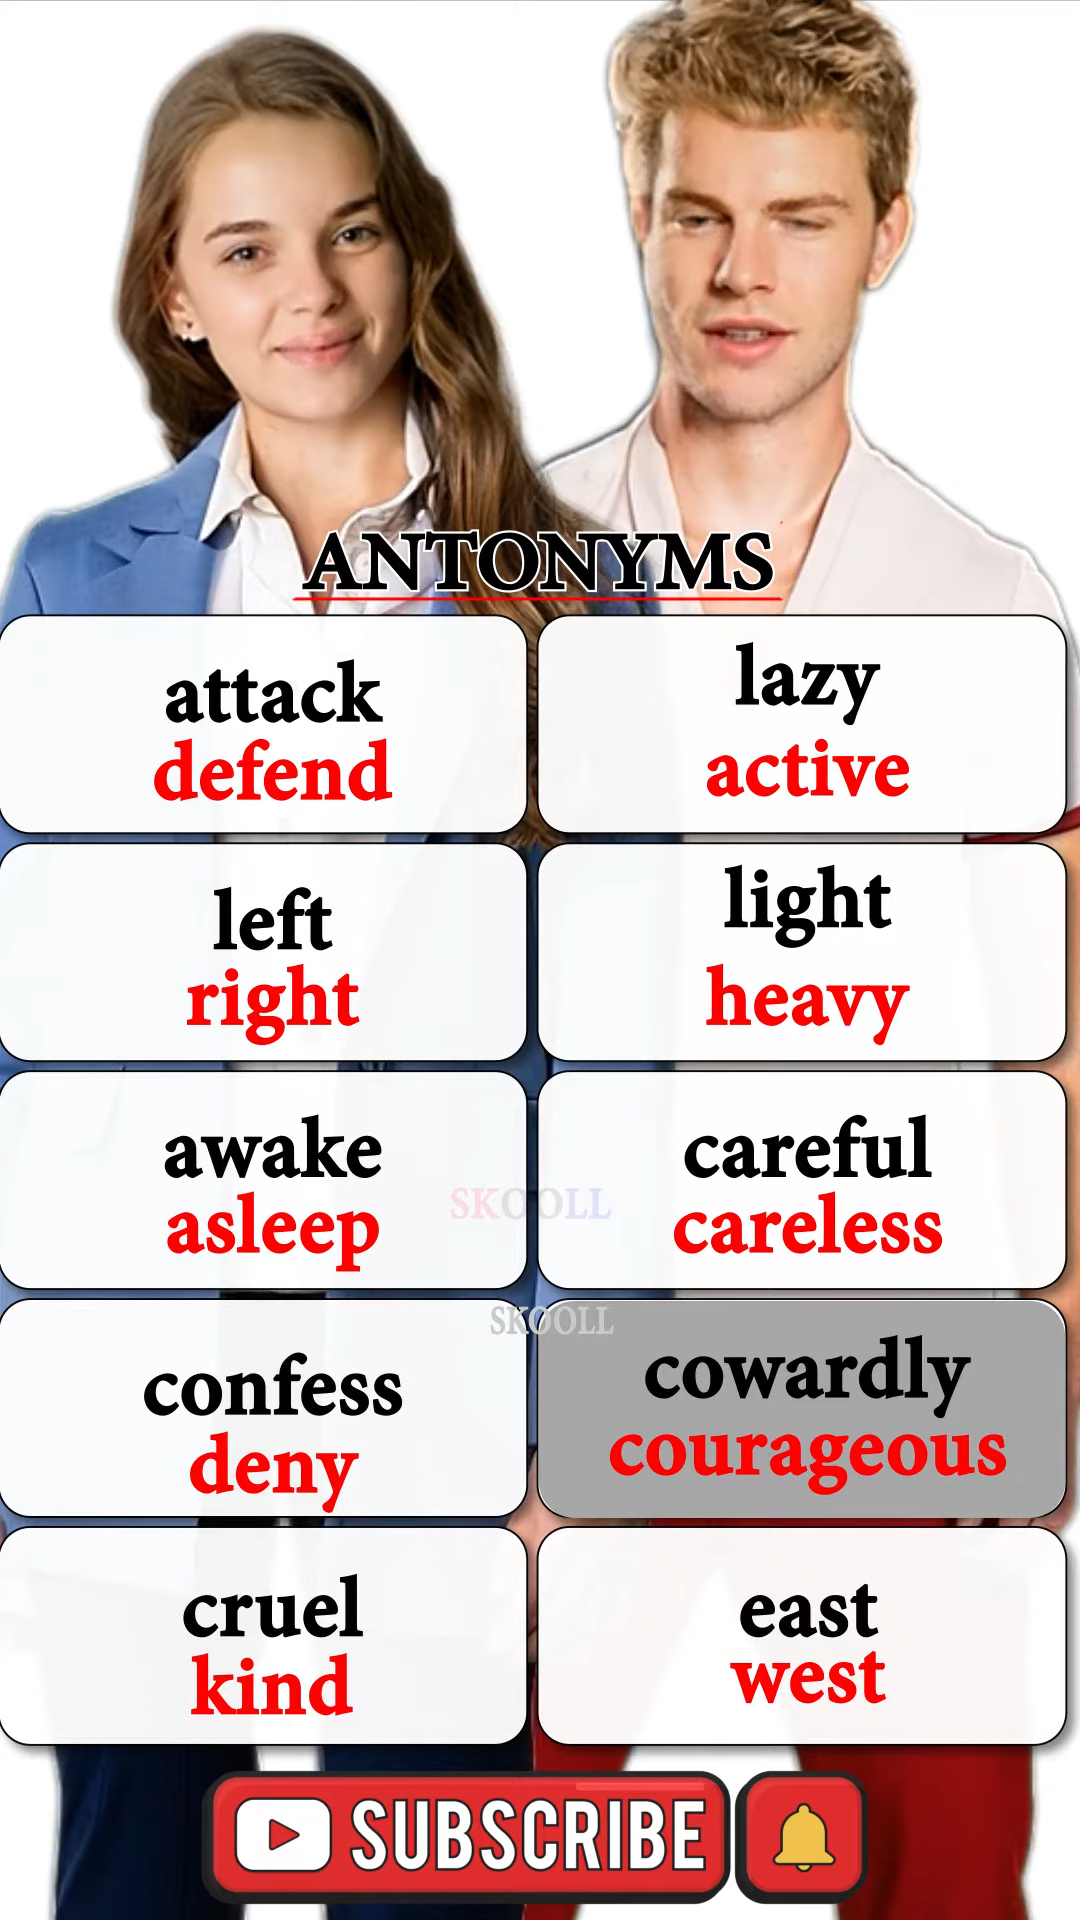 ANTONYMS
attack
defend
lazy
active
left
right
light
heavy
awake
asleep
careful
careless
SKOOLL
SKOOLL
confess
deny
cowardly
courageous
cruel
kind
east
west
SUBSCRIBE